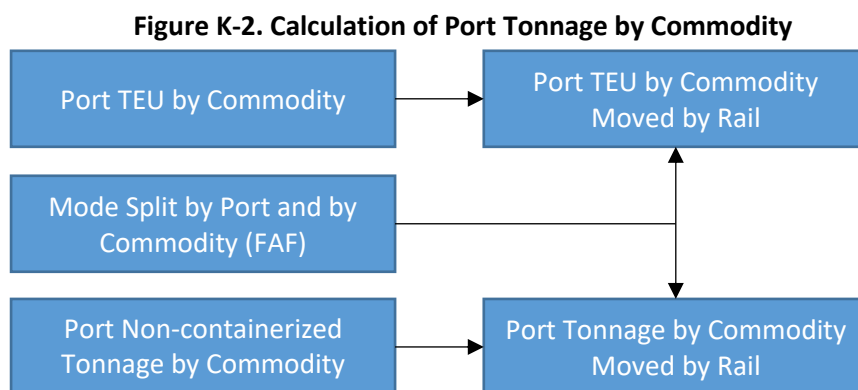 Figure K-2. Calculation of Port Tonnage by Commodity
Port TEU by Commodity
Port TEU by Commodity
Moved by Rail
Mode Split by Port and by
Commodity (FAF)
Port Non-containerized
Tonnage by Commodity
Port Tonnage by Commodity
Moved by Rail